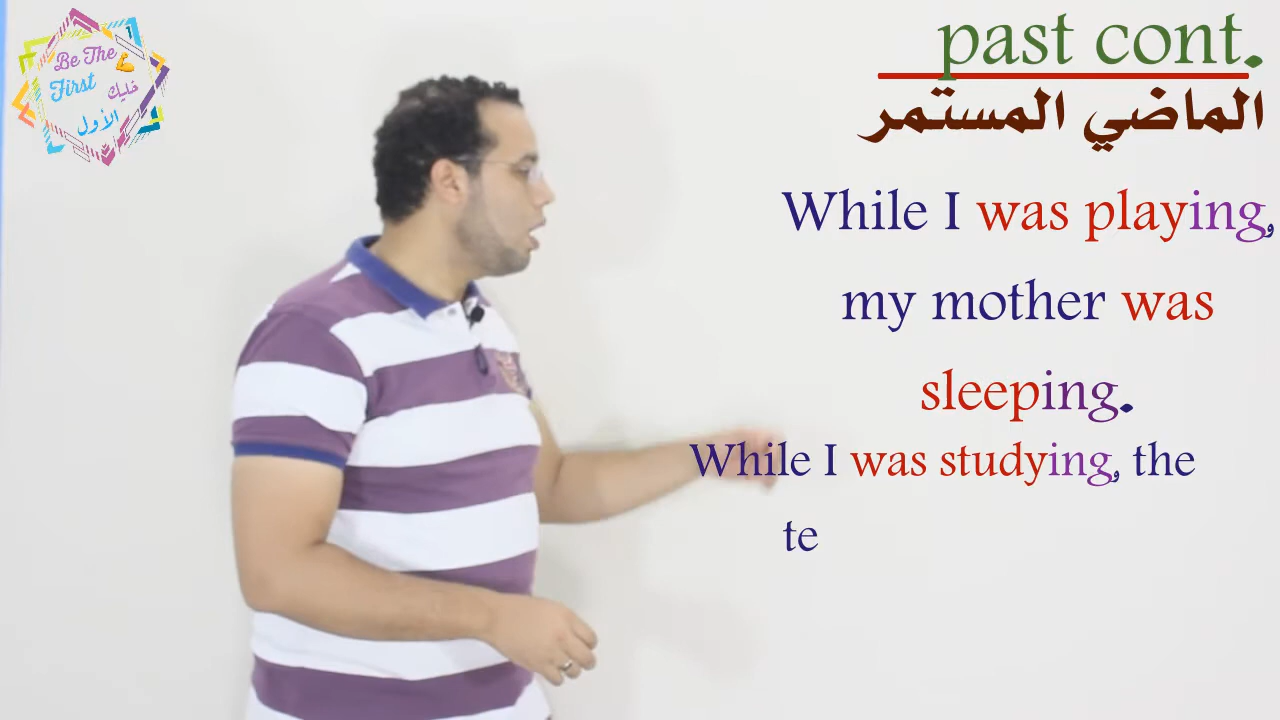 Be The
First
خليك
الأول
past cont.
الماضي المستمر
While I was playing,
my mother was
sleeping.
While I was studying, the
te